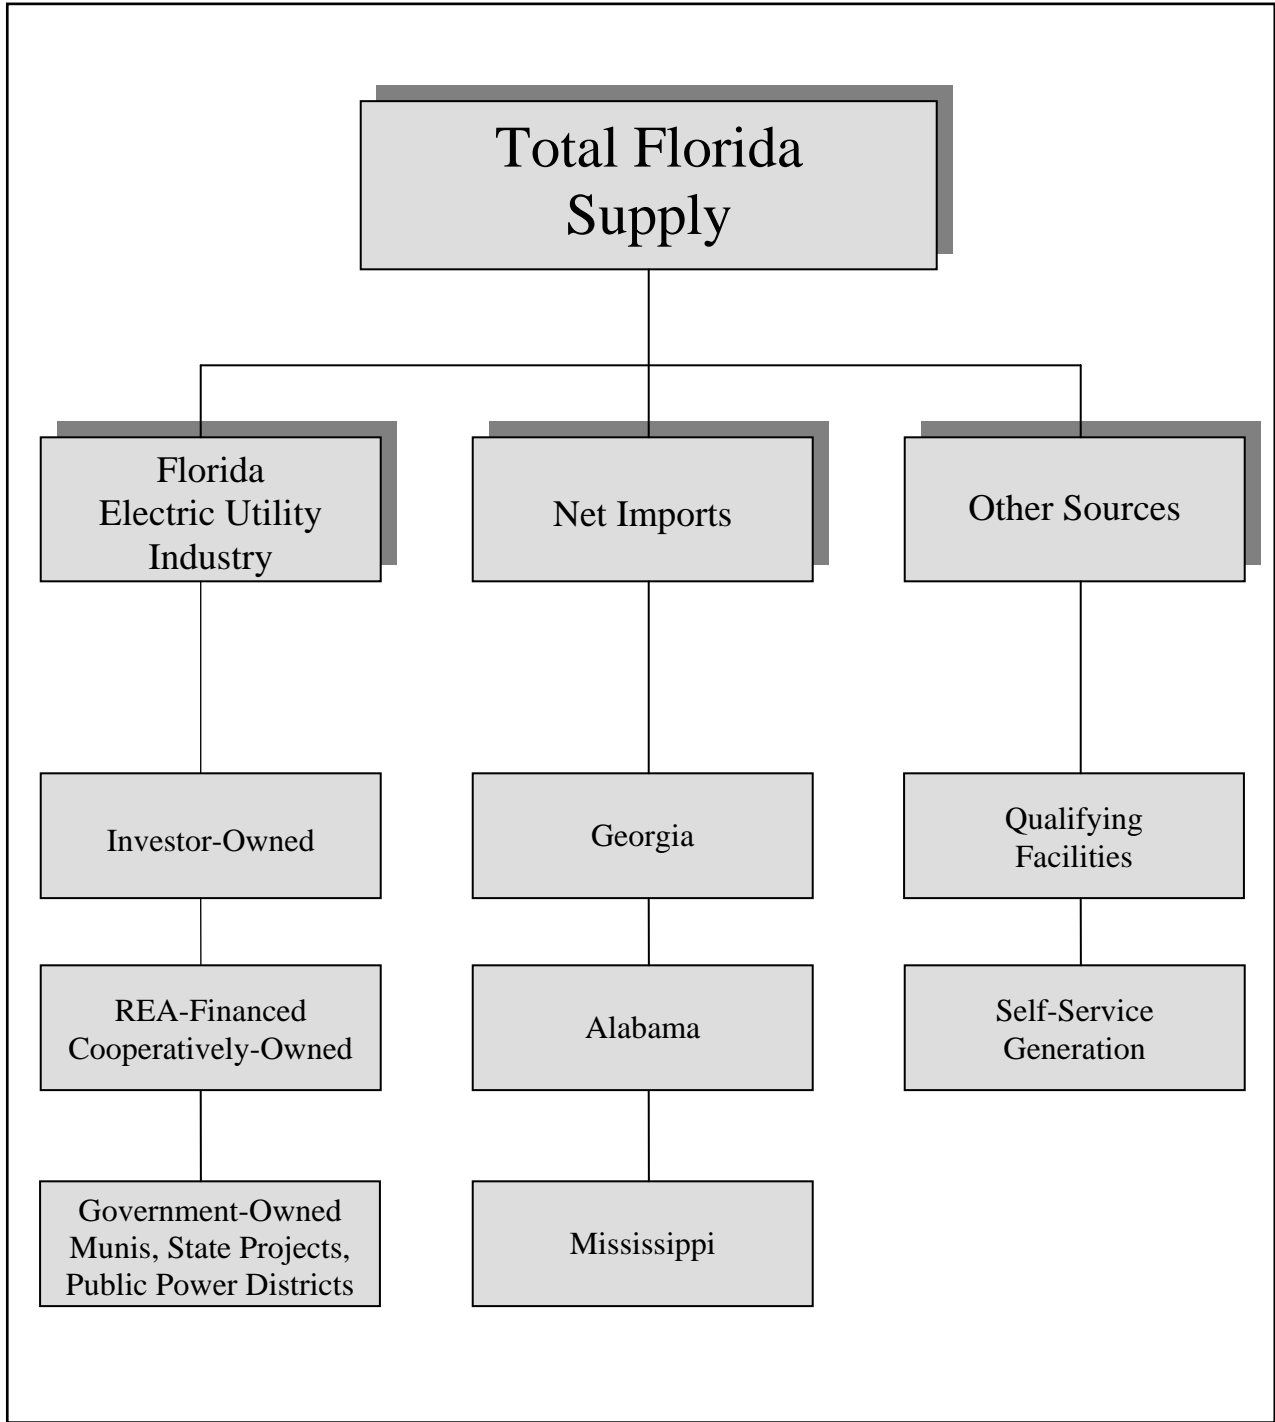 Total Florida
Supply
Florida
Electric Utility
Industry
Net Imports
Other Sources
Investor-Owned
Georgia
Qualifying
Facilities
REA-Financed
Cooperatively-Owned
Alabama
Self-Service
Generation
Government-Owned
Munis, State Projects,
Public Power Districts
Mississippi